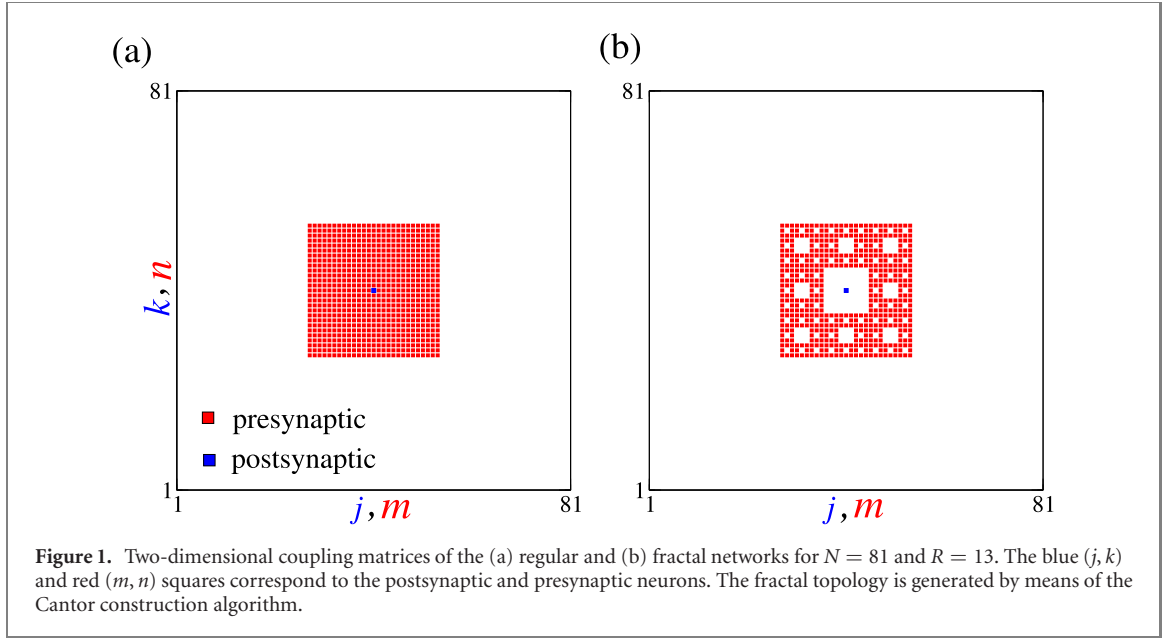 (a)
(b)
81
81
k, n
presynaptic
postsynaptic
1
1
81
1
1
81
j, m
j, m
Figure 1. Two-dimensional coupling matrices of the (a) regular and (b) fractal networks for N = 81 and R = 13. The blue (j, k)
and red (m, n) squares correspond to the postsynaptic and presynaptic neurons. The fractal topology is generated by means of the
Cantor construction algorithm.